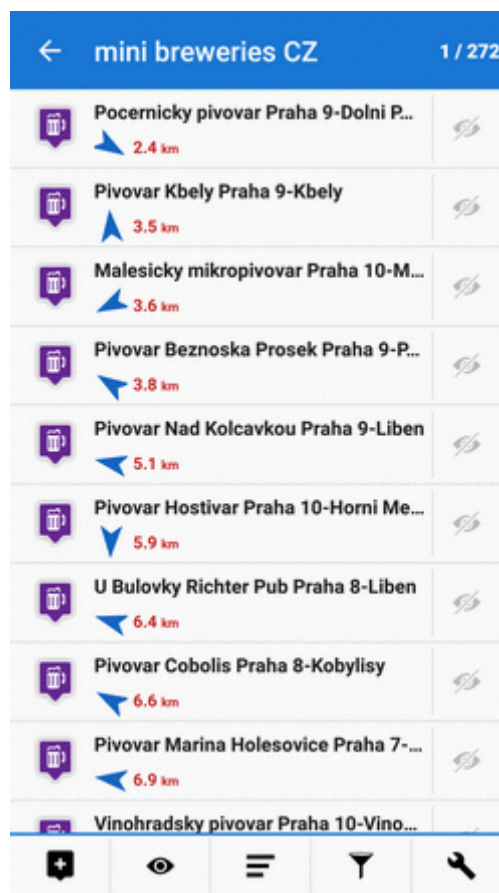 mini breweries CZ
1 / 272
Pocernicky pivovar Praha 9-Dolni P...
2.4 km
Pivovar Kbely Praha 9-Kbely
3.5 km
Malesicky mikropivovar Praha 10-M...
3.6 km
Pivovar Beznoska Prosek Praha 9-P...
3.8 km
Pivovar Nad Kolcavkou Praha 9-Liben
5.1 km
Pivovar Hostivar Praha 10-Horni Me...
5.9 km
U Bulovky Richter Pub Praha 8-Liben
6.4 km
Pivovar Cobolis Praha 8-Kobylisy
6.6 km
Pivovar Marina Holesovice Praha 7-...
6.9 km
Vinohradsky pivovar Praha 10-Vino...